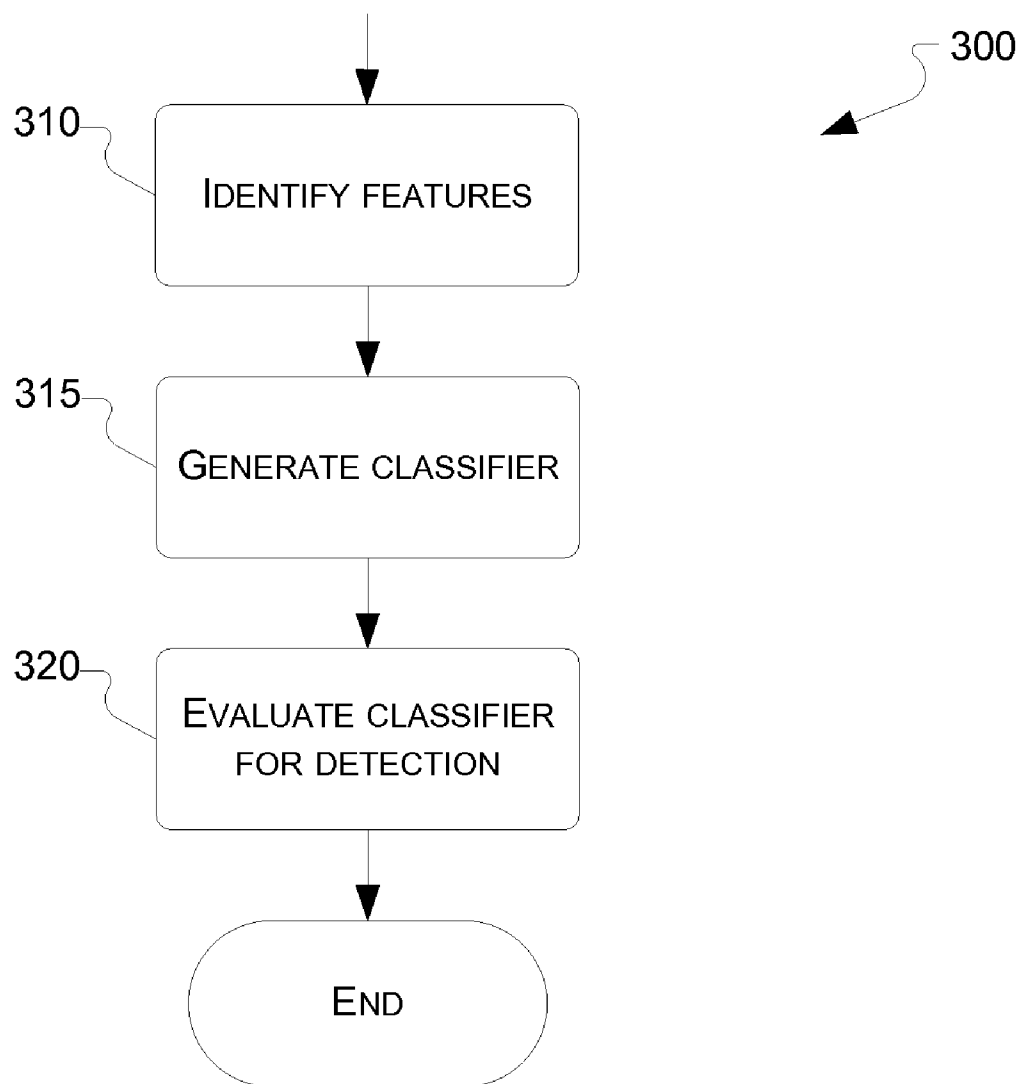 300
310
IDENTIFY FEATURES
315
GENERATE CLASSIFIER
320
EVALUATE CLASSIFIER
FOR DETECTION
END